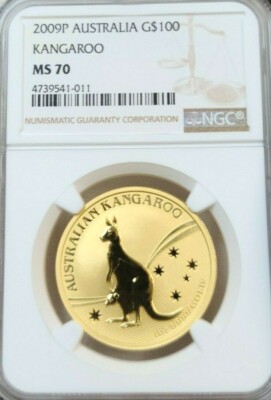 2009P AUSTRALIA G$100
KANGAROO
MS 70
4739541-011
NGC
NUMISMATIC GUARANTY CORPORATION
AUSTRALIAN KANGAROO